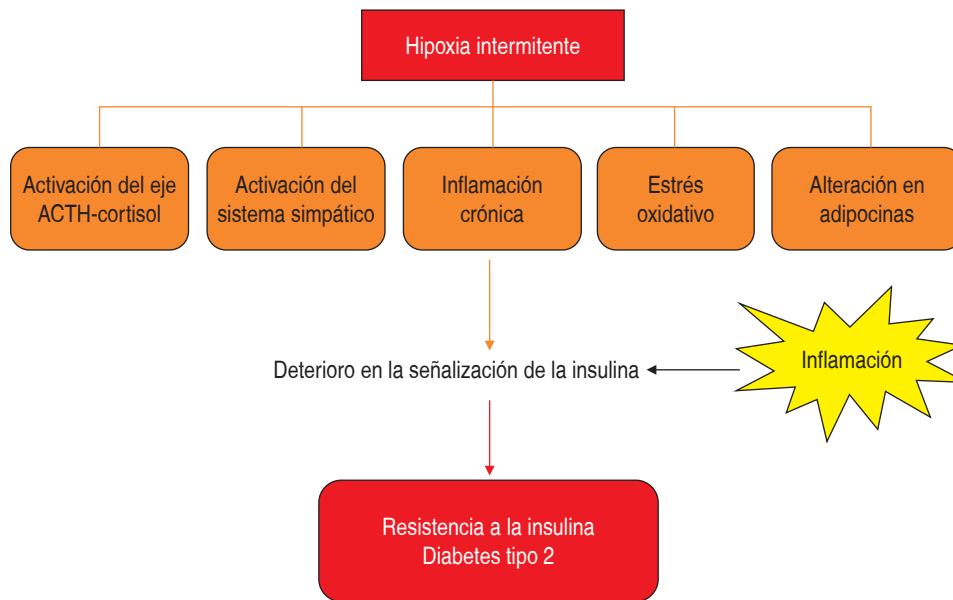 Hipoxia intermitente
Activación del eje
ACTH-cortisol
Activación del
sistema simpático
Inflamación
crónica
Estrés
oxidativo
Alteración en
adipocinas
Deterioro en la señalización de la insulina
Inflamación
Resistencia a la insulina
Diabetes tipo 2